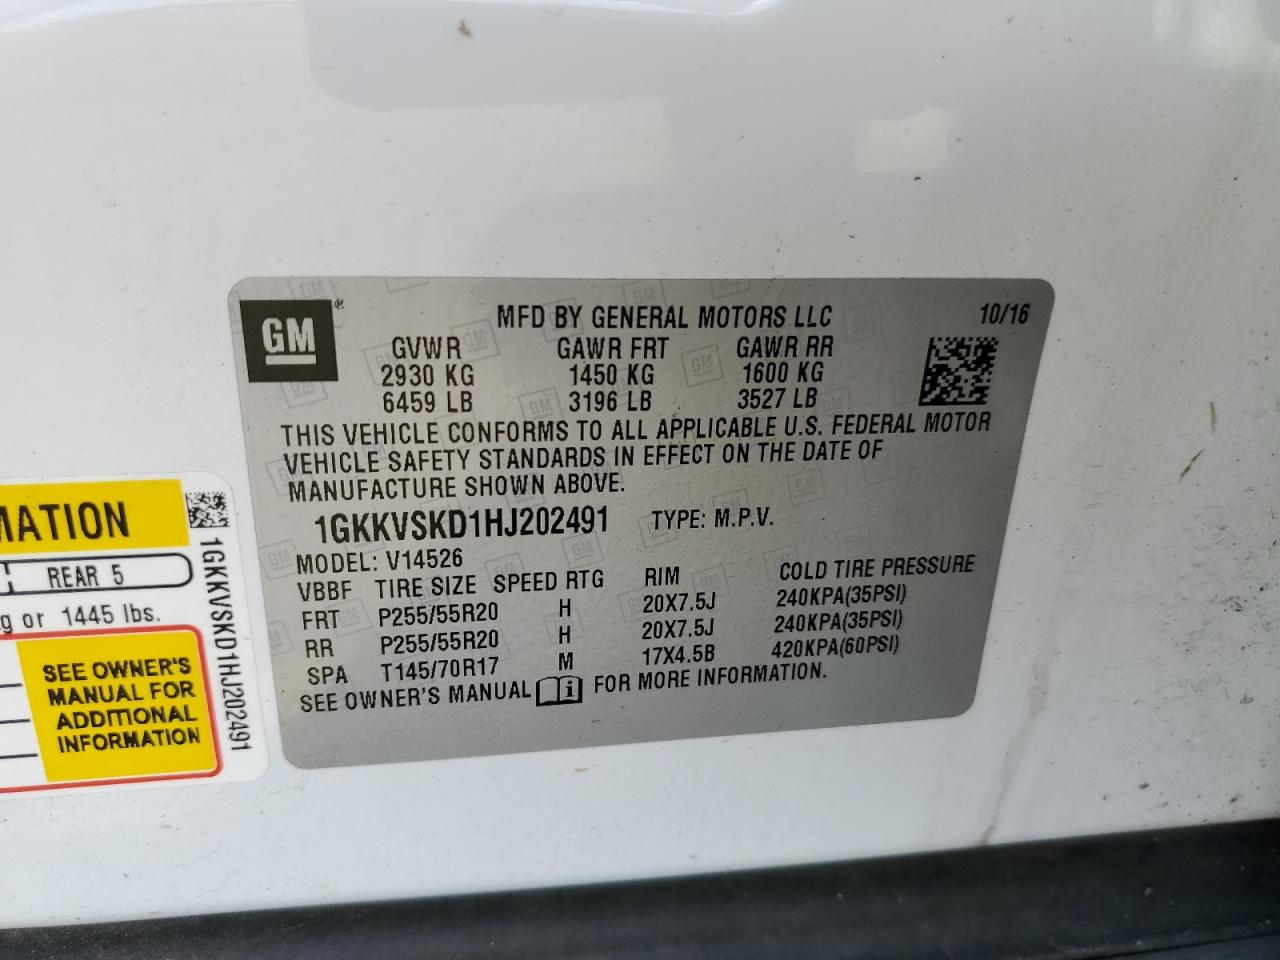 GM
MFD BY GENERAL MOTORS LLC 10/16
GVWR GAWR FRT GAWR RR
2930 KG 1450 KG 1600 KG
6459 LB 3196 LB 3527 LB
THIS VEHICLE CONFORMS TO ALL APPLICABLE U.S. FEDERAL MOTOR
VEHICLE SAFETY STANDARDS IN EFFECT ON THE DATE OF
MANUFACTURE SHOWN ABOVE.
1GKKVSKD1HJ202491 TYPE: M.P.V.
MODEL: V14526
VBBF TIRE SIZE SPEED RTG RIM COLD TIRE PRESSURE
FRT P255/55R20 H 20X7.5J 240KPA(35PSI)
RR P255/55R20 H 20X7.5J 240KPA(35PSI)
SPA T145/70R17 M 17X4.5B 420KPA(60PSI)
SEE OWNER'S MANUAL FOR MORE INFORMATION.
MATION
REAR 5
g or 1445 lbs.
SEE OWNER'S
MANUAL FOR
ADDITIONAL
INFORMATION
1GKKVSKD1HJ202491